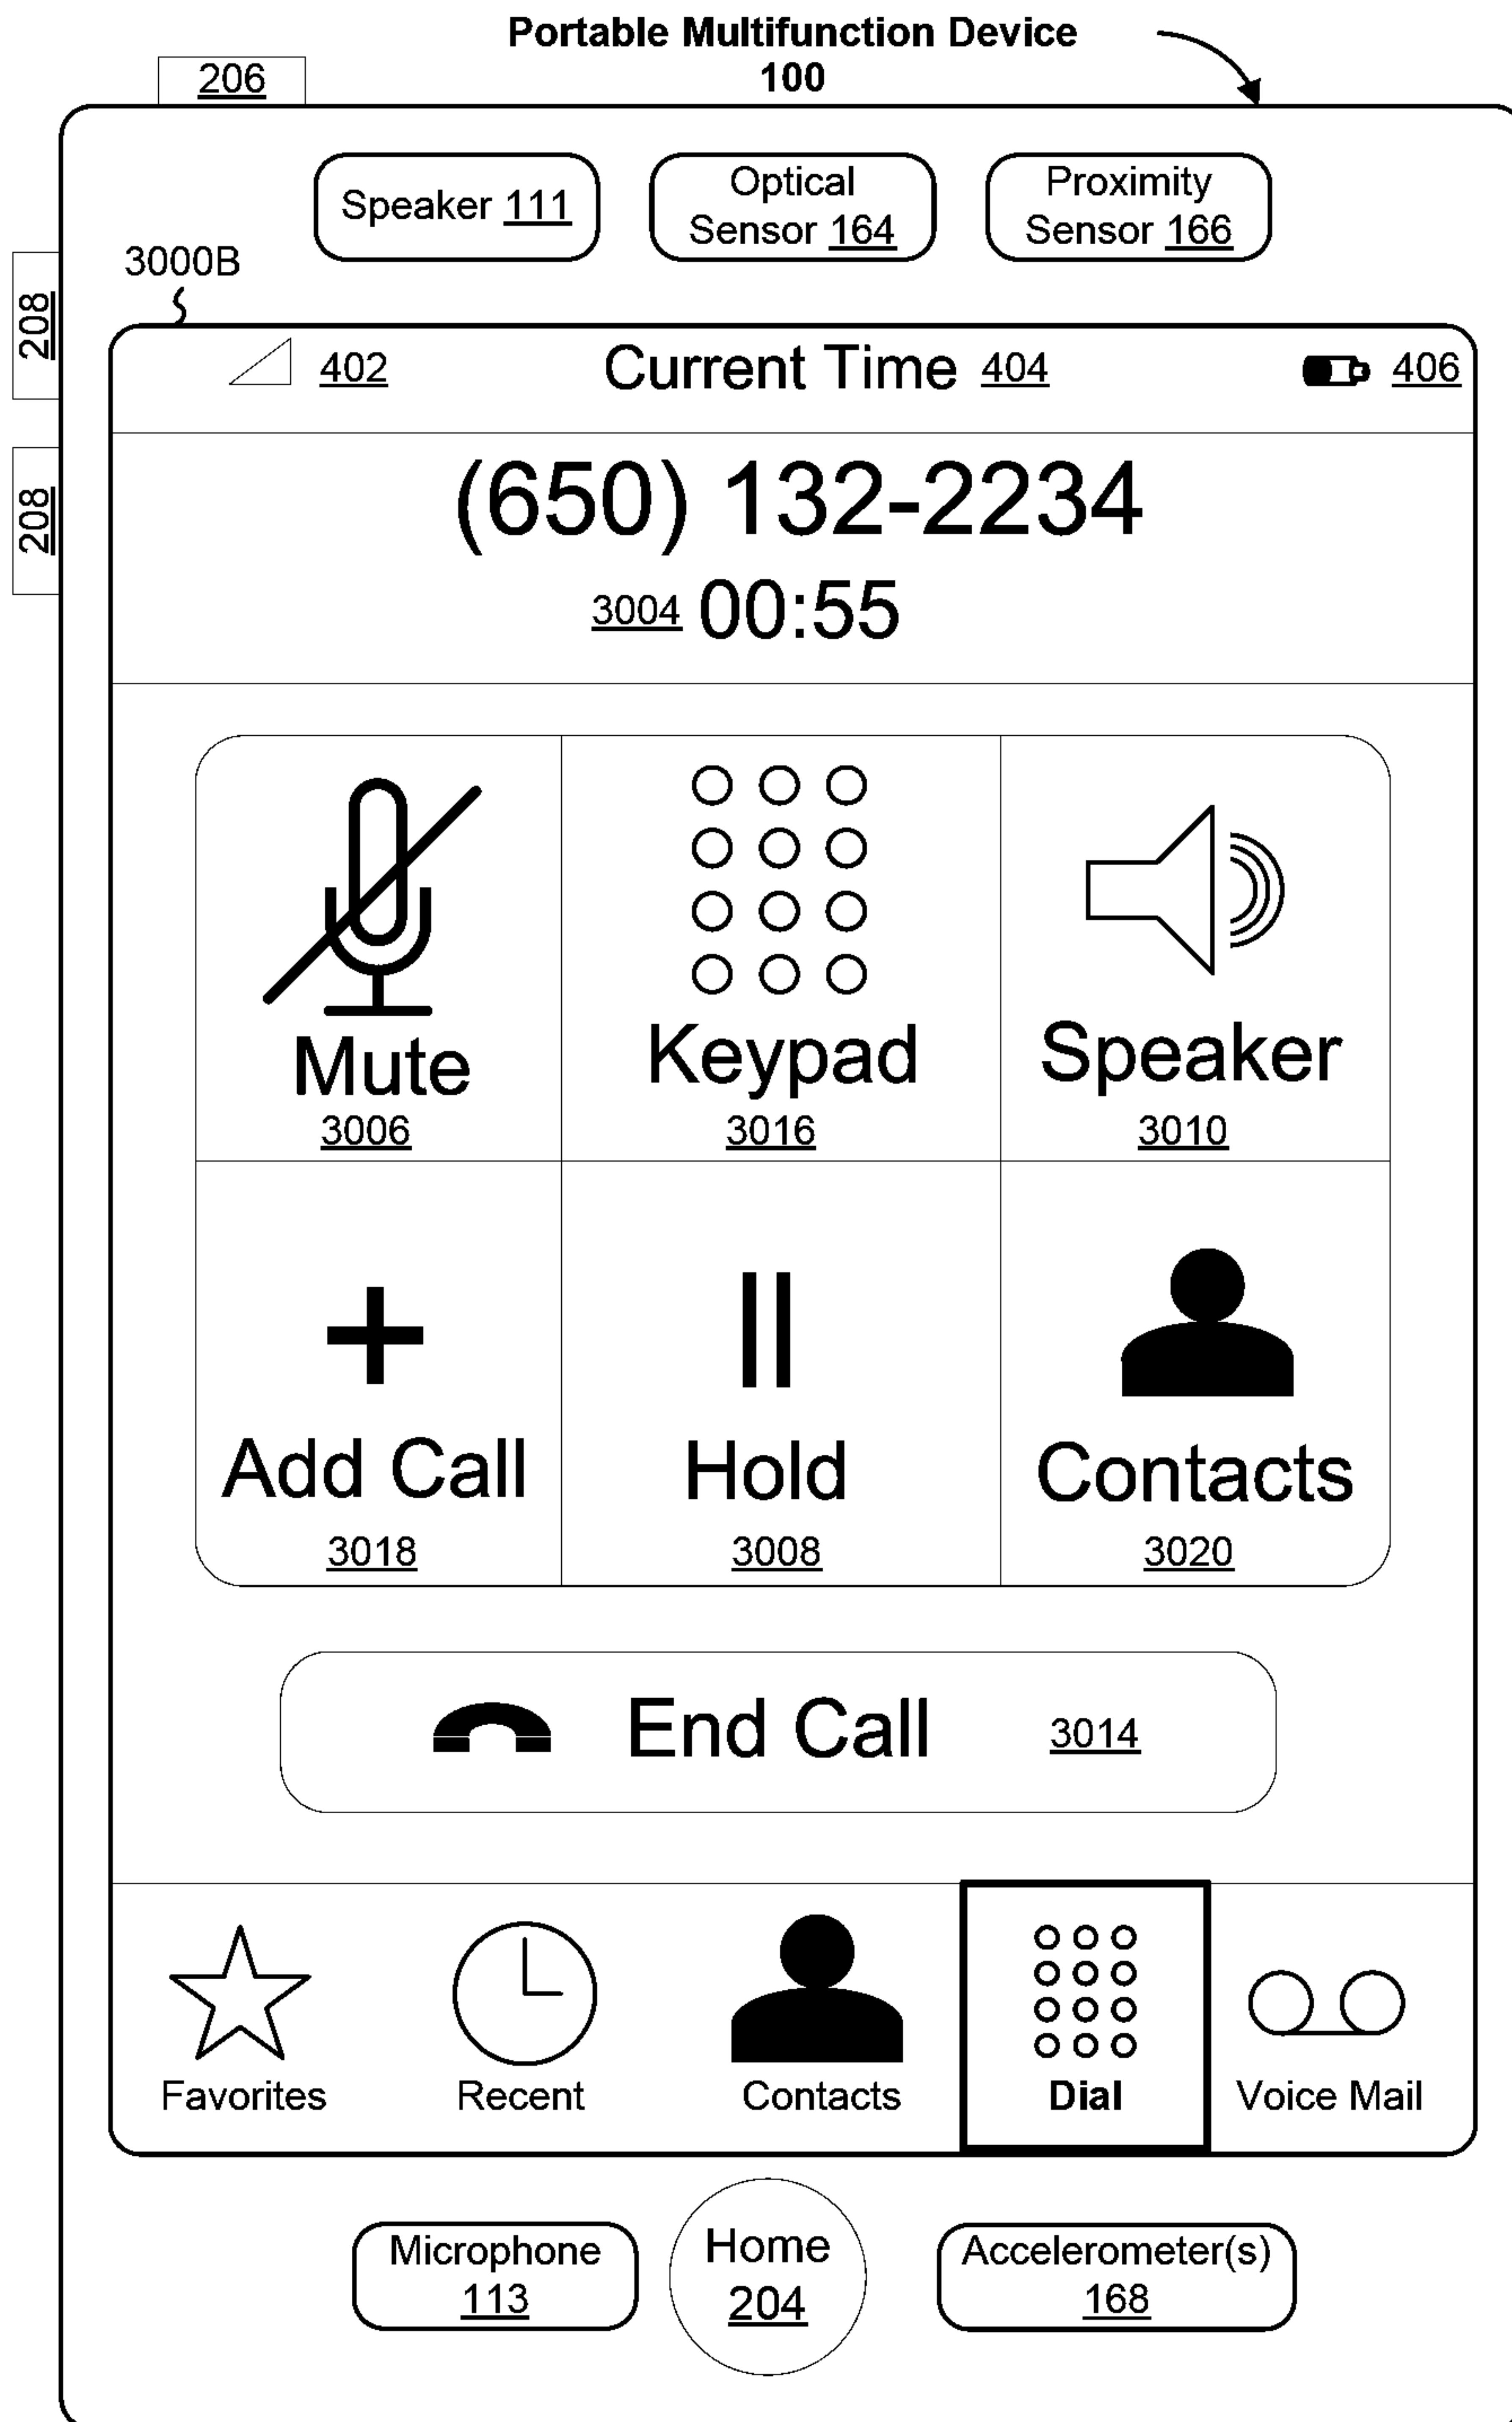 Portable Multifunction Device
100
206
Speaker 111
Optical
Sensor 164
Proximity
Sensor 166
3000B
208
208
402
Current Time 404
406
(650) 132-2234
3004 00:55
Mute
3006
Keypad
3016
Speaker
3010
Add Call
3018
Hold
3008
Contacts
3020
End Call 3014
Favorites
Recent
Contacts
Dial
Voice Mail
Microphone
113
Home
204
Accelerometer(s)
168